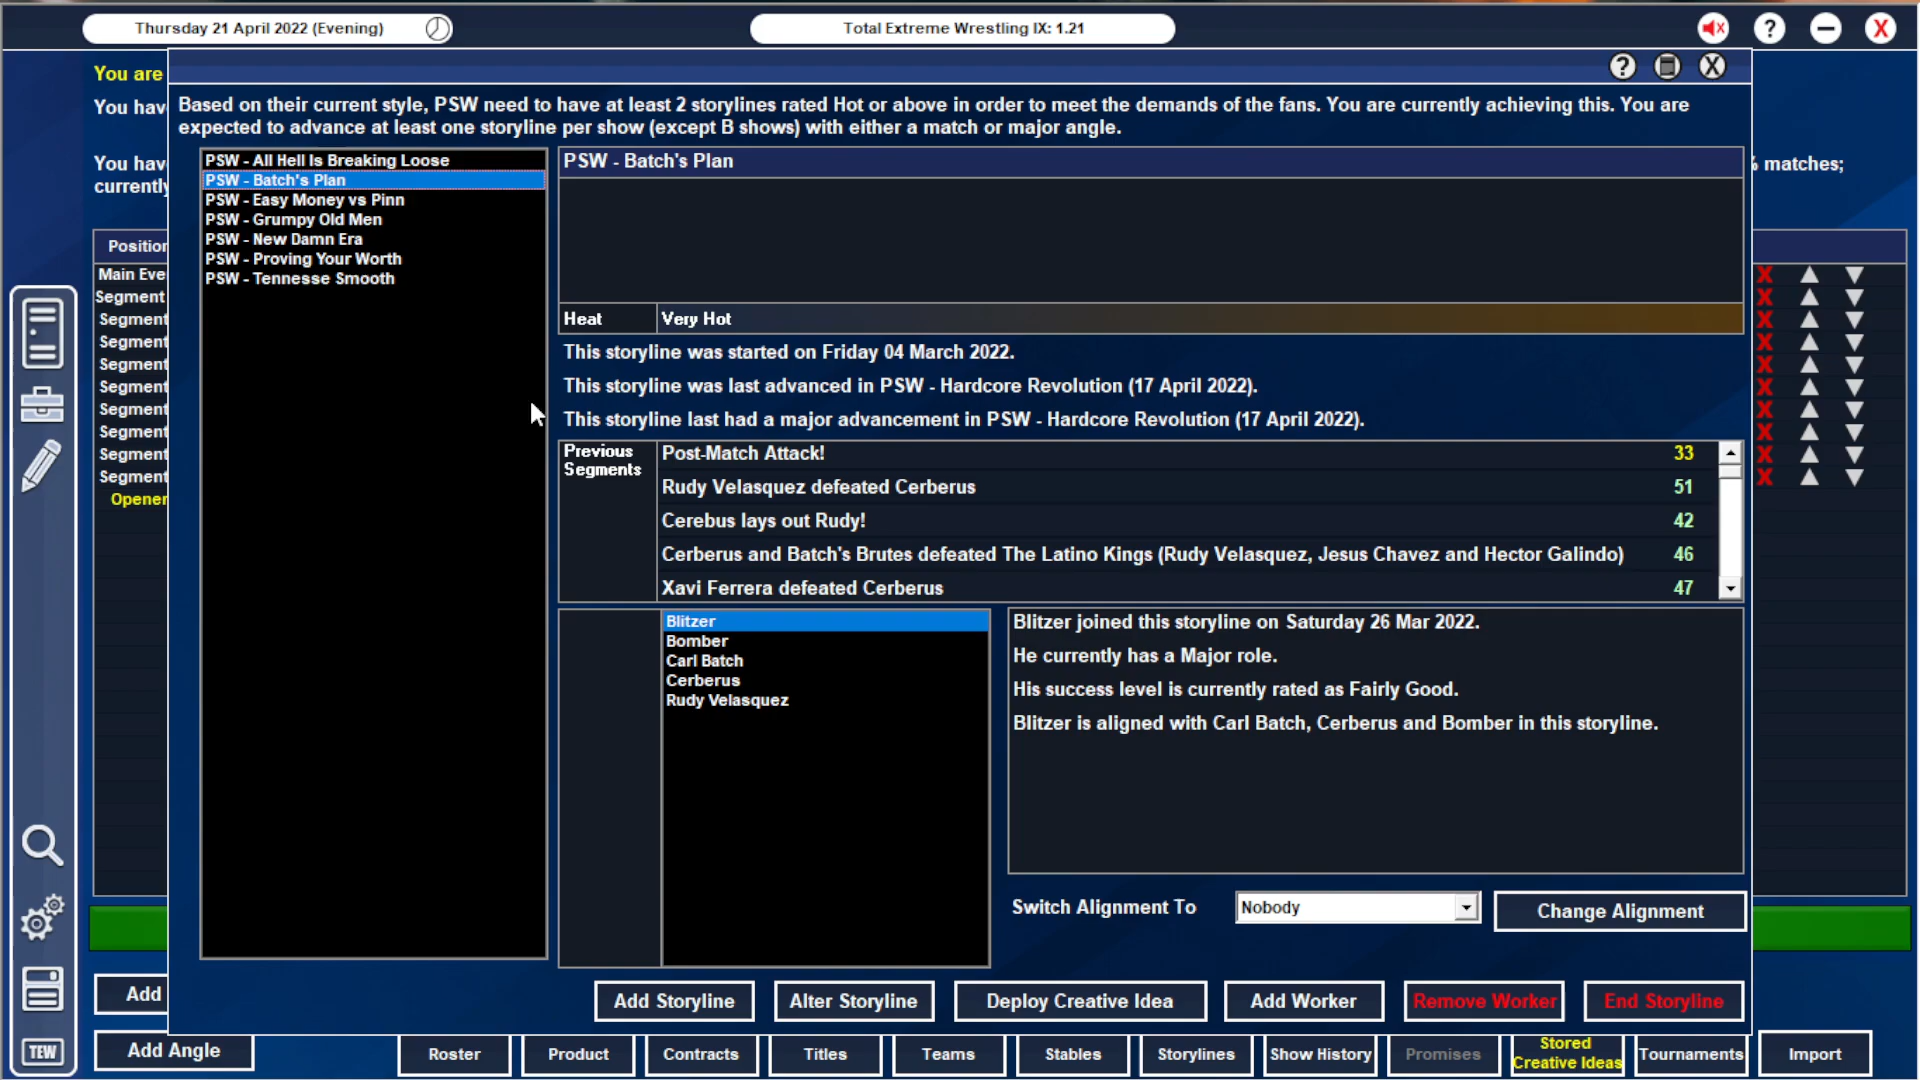 Thursday 21 April 2022 (Evening)
Total Extreme Wrestling IX: 1.21
X
?
You are
? X
You hav
Based on their current style, PSW need to have at least 2 storylines rated Hot or above in order to meet the demands of the fans. You are currently achieving this. You are
expected to advance at least one storyline per show (except B shows) with either a match or major angle.
You hav
currently
% matches;
PSW - All Hell Is Breaking Loose
PSW - Batch's Plan
PSW - Easy Money vs Pinn
PSW - Grumpy Old Men
PSW - New Damn Era
PSW - Proving Your Worth
PSW - Tennesse Smooth
Position
Main Eve
Segment
Segment
Segment
Segment
Segment
Segment
Segment
Segment
Segment
Opener
PSW - Batch's Plan
Heat Very Hot
This storyline was started on Friday 04 March 2022.
This storyline was last advanced in PSW - Hardcore Revolution (17 April 2022).
This storyline last had a major advancement in PSW - Hardcore Revolution (17 April 2022).
Previous
Segments
Post-Match Attack! 33
Rudy Velasquez defeated Cerberus 51
Cerebus lays out Rudy! 42
Cerberus and Batch's Brutes defeated The Latino Kings (Rudy Velasquez, Jesus Chavez and Hector Galindo) 46
Xavi Ferrera defeated Cerberus 47
X
X
X
X
X
X
X
X
X
X
Blitzer
Bomber
Carl Batch
Cerberus
Rudy Velasquez
Blitzer joined this storyline on Saturday 26 Mar 2022.
He currently has a Major role.
His success level is currently rated as Fairly Good.
Blitzer is aligned with Carl Batch, Cerberus and Bomber in this storyline.
Switch Alignment To
Nobody
Change Alignment
Add
Add Storyline
Alter Storyline
Deploy Creative Idea
Add Worker
Remove Worker
End Storyline
TEW
Add Angle
Roster
Product
Contracts
Titles
Teams
Stables
Storylines
Show History
Promises
Stored
Creative Ideas
Tournaments
Import